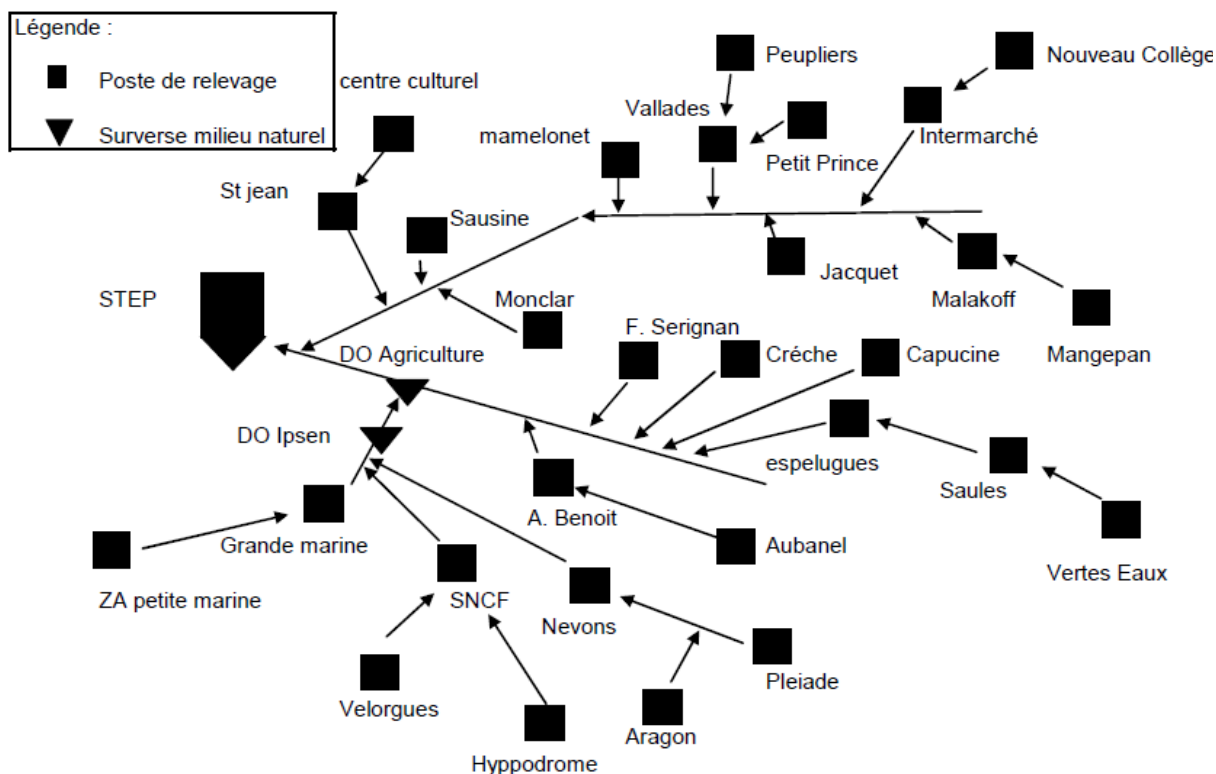 Légende :
Poste de relevage
Surverse milieu naturel
centre culturel
Peupliers
Nouveau Collège
Vallades
mamelonet
Petit Prince
Intermarché
St jean
Sausine
Jacquet
Malakoff
STEP
Monclar
F. Serignan
Mangepan
DO Agriculture
Créche
Capucine
DO Ipsen
espelugues
Saules
A. Benoit
Grande marine
Aubanel
Vertes Eaux
ZA petite marine
SNCF
Nevons
Pleiade
Velorgues
Aragon
Hyppodrome